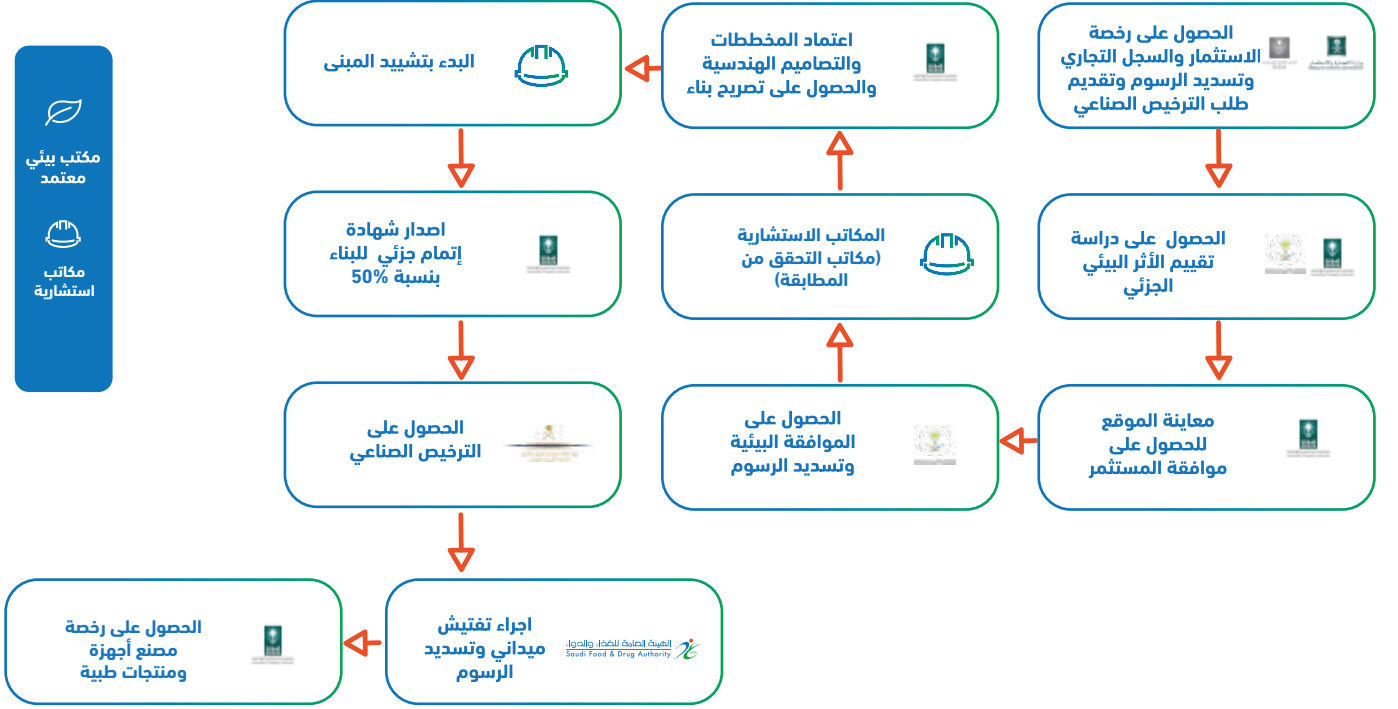 الحصول على رخصة
الاستثمار والسجل التجاري
وتسديد الرسوم وتقديم
طلب الترخيص الصناعي
الحصول على دراسة
تقييم الأثر البيئي
الجزئي
معاينة الموقع
للحصول على
موافقة المستثمر
الحصول على
الموافقة البيئية
وتسديد الرسوم
المكاتب الاستشارية
(مكاتب التحقق من
المطابقة)
اعتماد المخططات
والتصاميم الهندسية
والحصول على تصريح بناء
البدء بتشييد المبنى
اصدار شهادة
إتمام جزئي للبناء
بنسبة 50%
الحصول على
الترخيص الصناعي
اجراء تفتيش
ميداني وتسديد
الرسوم
الهيئة العامة للغذاء والدواء
Saudi Food & Drug Authority
الحصول على رخصة
مصنع أجهزة
ومنتجات طبية
مكتب بيئي
معتمد
مكاتب
استشارية